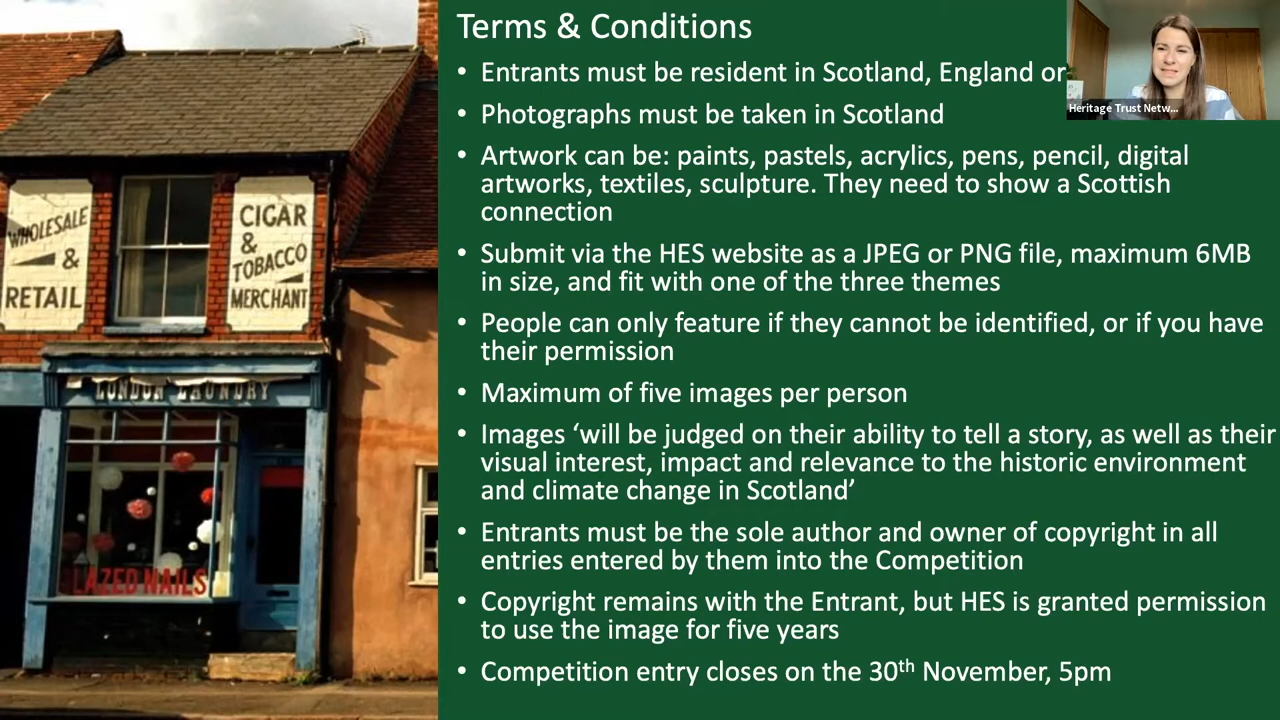 Terms & Conditions
• Entrants must be resident in Scotland, England or
• Photographs must be taken in Scotland
• Artwork can be: paints, pastels, acrylics, pens, pencil, digital
artworks, textiles, sculpture. They need to show a Scottish
connection
• Submit via the HES website as a JPEG or PNG file, maximum 6MB
in size, and fit with one of the three themes
• People can only feature if they cannot be identified, or if you have
their permission
• Maximum of five images per person
• Images ‘will be judged on their ability to tell a story, as well as their
visual interest, impact and relevance to the historic environment
and climate change in Scotland’
• Entrants must be the sole author and owner of copyright in all
entries entered by them into the Competition
• Copyright remains with the Entrant, but HES is granted permission
to use the image for five years
• Competition entry closes on the 30th November, 5pm
Heritage Trust Netw...
WHOLESALE
&
RETAIL
CIGAR
&
TOBACCO
MERCHANT
LONDON LAUNDRY
LAZED NAILS